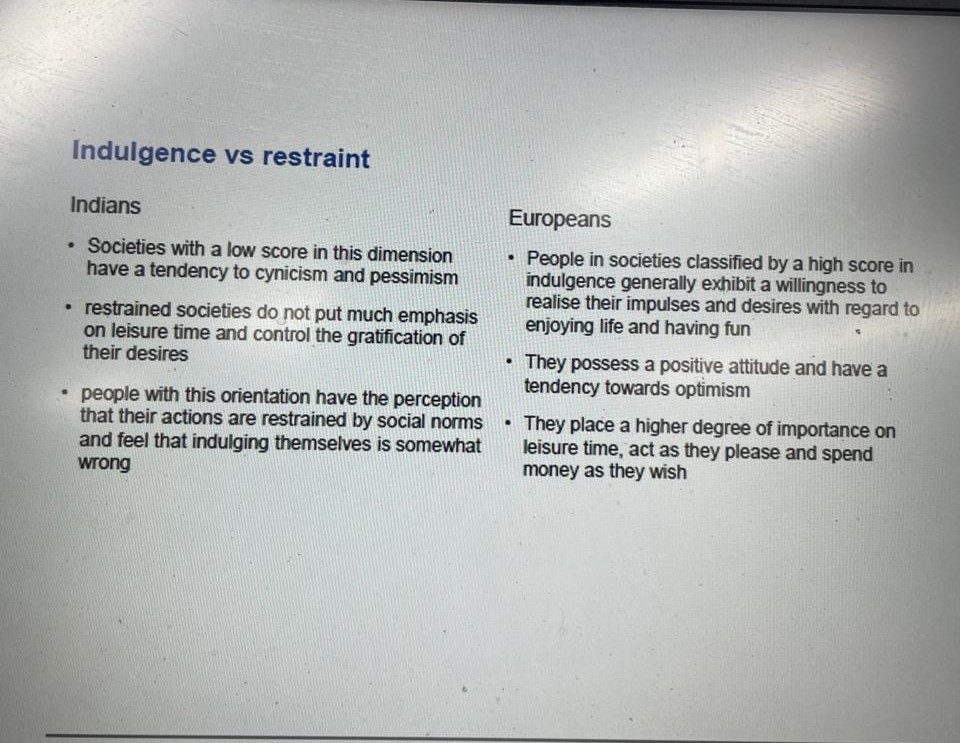 Indulgence vs restraint
Indians
• Societies with a low score in this dimension
have a tendency to cynicism and pessimism
• restrained societies do not put much emphasis
on leisure time and control the gratification of
their desires
• people with this orientation have the perception
that their actions are restrained by social norms
and feel that indulging themselves is somewhat
wrong
Europeans
• People in societies classified by a high score in
indulgence generally exhibit a willingness to
realise their impulses and desires with regard to
enjoying life and having fun
• They possess a positive attitude and have a
tendency towards optimism
• They place a higher degree of importance on
leisure time, act as they please and spend
money as they wish